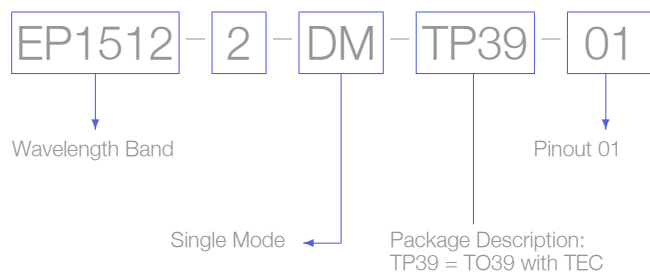 EP1512 - 2 - DM - TP39 - 01
Wavelength Band
Pinout 01
Single Mode
Package Description:
TP39 = TO39 with TEC